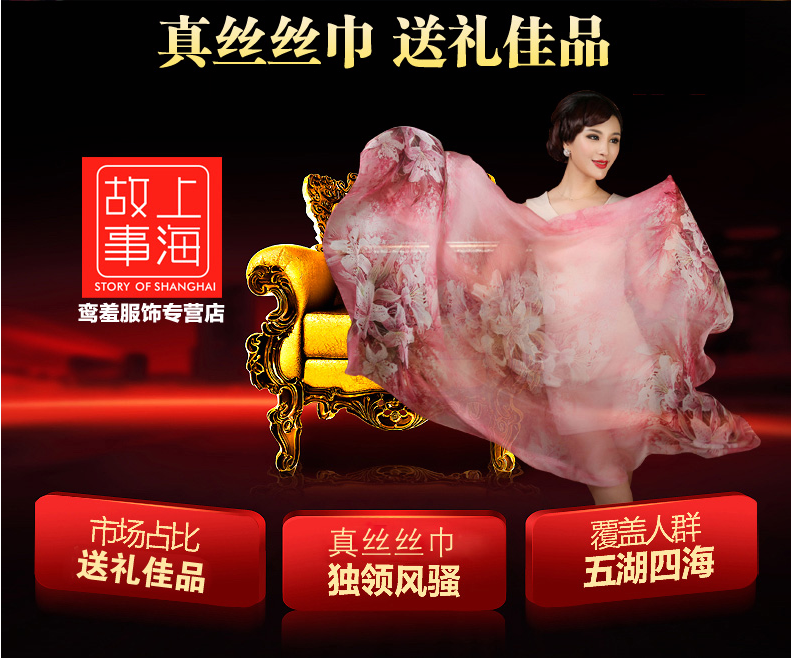 真丝丝巾 送礼佳品
上海
故事
STORY OF SHANGHAI
鸾羞服饰专营店
市场占比
送礼佳品
真丝丝巾
独领风骚
覆盖人群
五湖四海